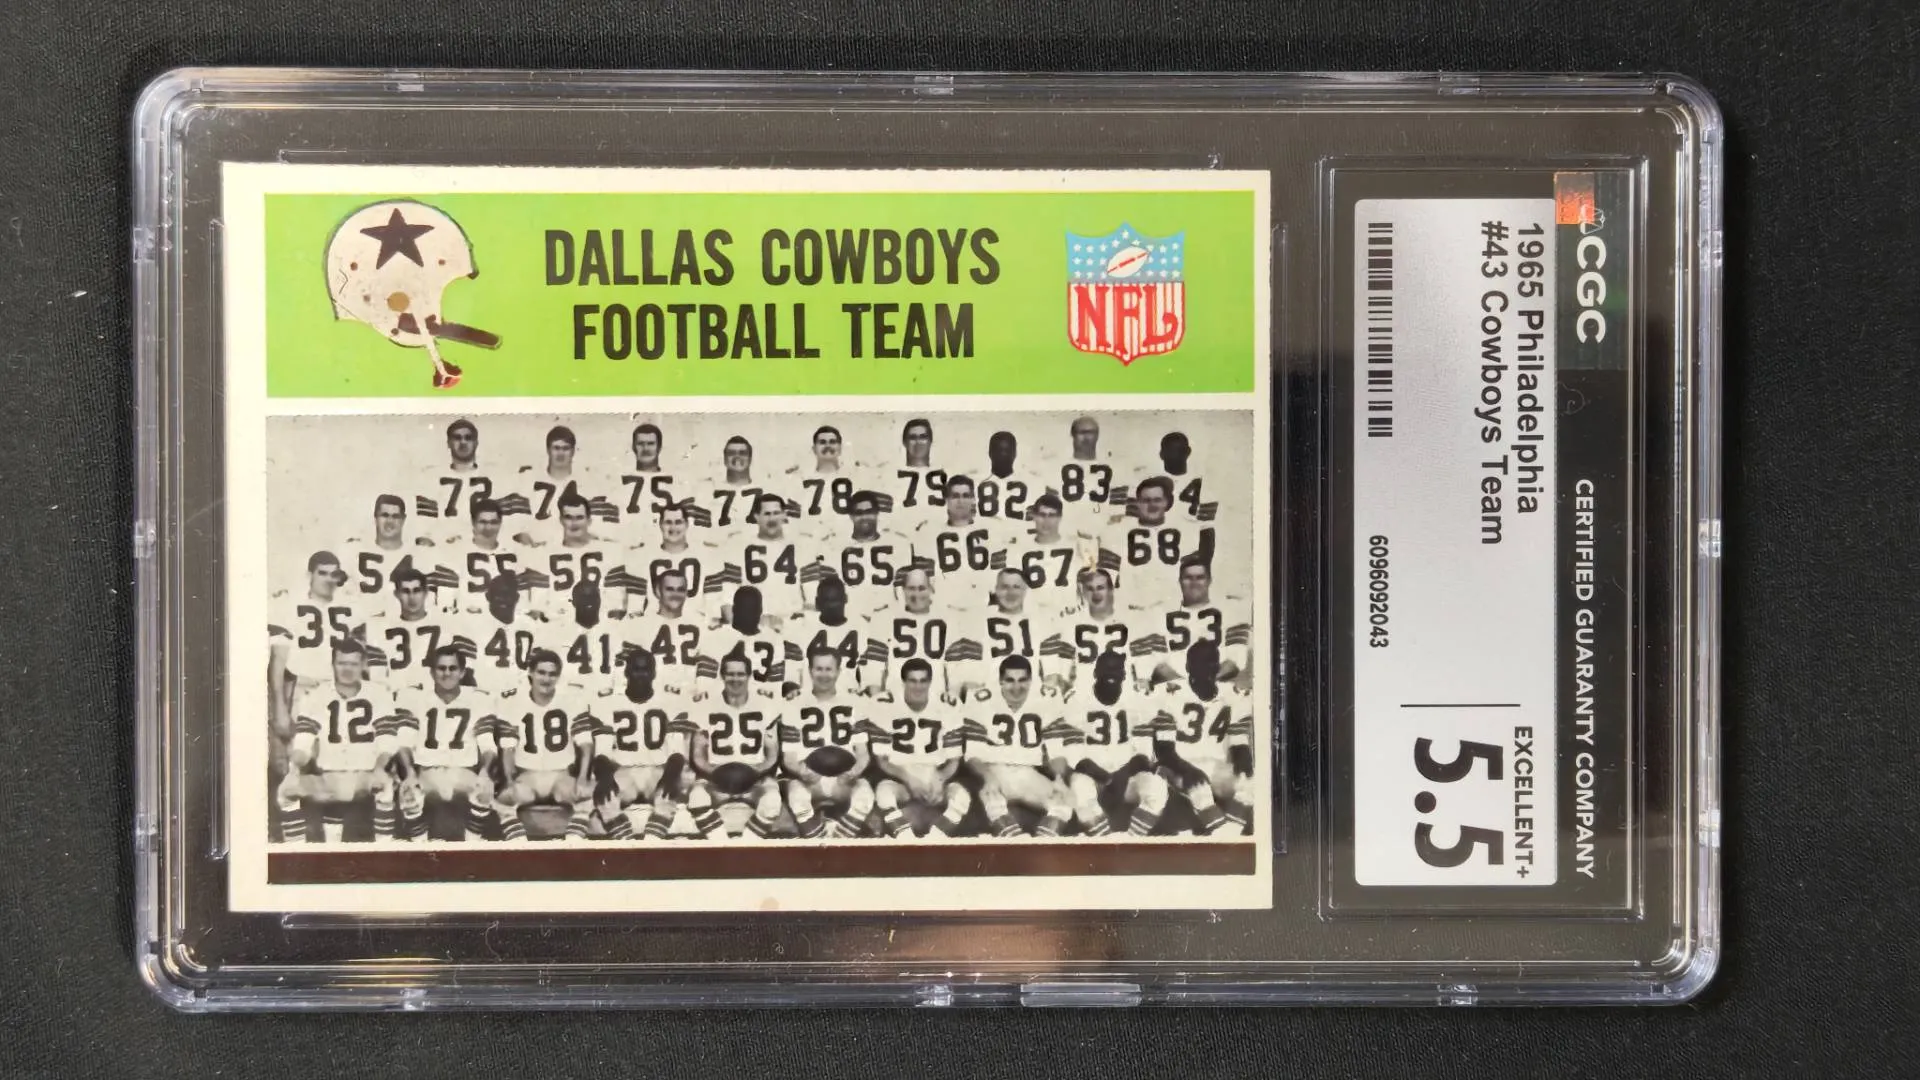 DALLAS COWBOYS
FOOTBALL TEAM
NFL
72 74 75 77 78 79 82 83 84
54 55 56 60 64 65 66 67 68
35 37 40 41 42 43 44 50 51 52 53
12 17 18 20 25 26 27 30 31 34
CGC
CERTIFIED GUARANTY COMPANY
1965 Philadelphia
#43 Cowboys Team
EXCELLENT+
5.5
6096092043